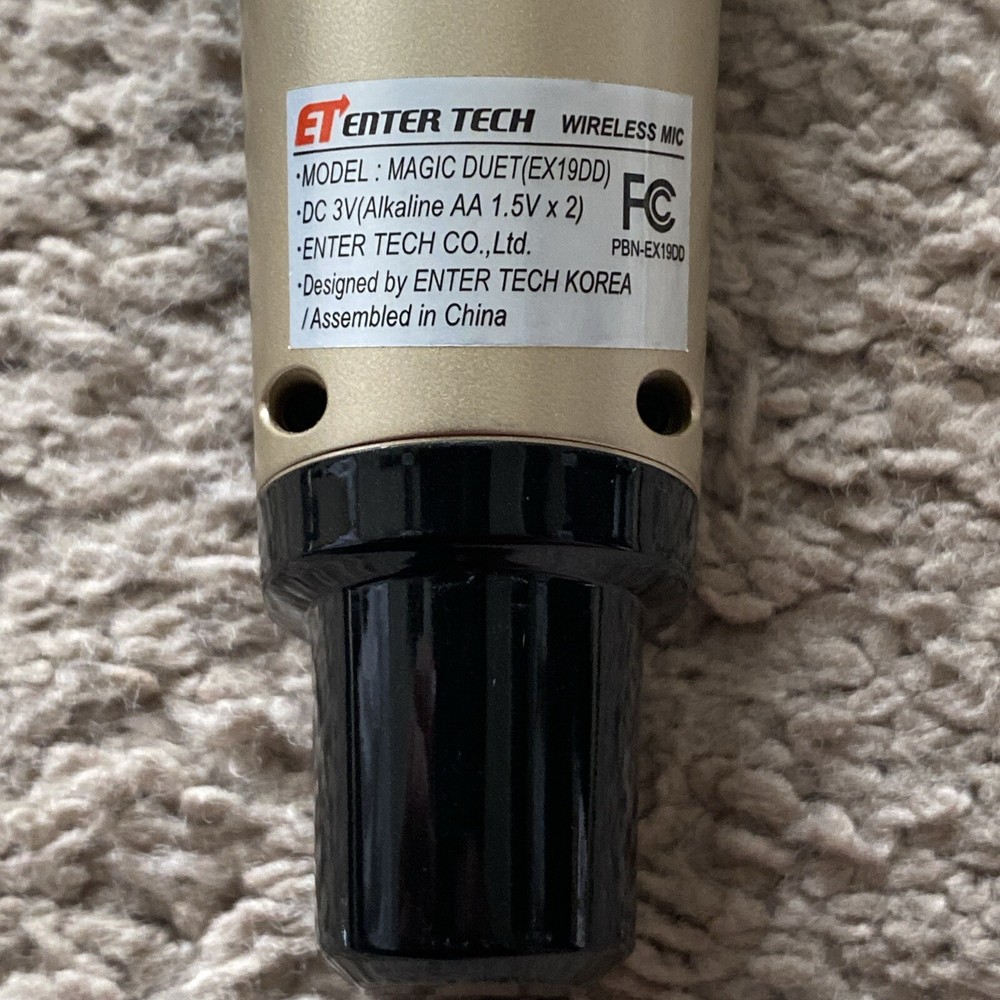 ET ENTER TECH WIRELESS MIC
·MODEL : MAGIC DUET(EX19DD)
·DC 3V(Alkaline AA 1.5V x 2)
FC
·ENTER TECH CO.,Ltd.
PBN-EX19DD
·Designed by ENTER TECH KOREA
/Assembled in China